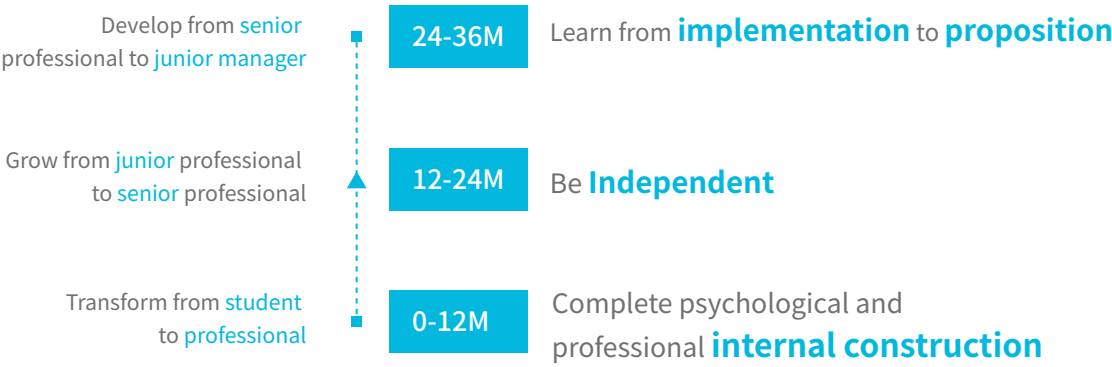 Develop from senior
professional to junior manager
24-36M
Learn from implementation to proposition
Grow from junior professional
to senior professional
12-24M
Be Independent
Transform from student
to professional
0-12M
Complete psychological and
professional internal construction